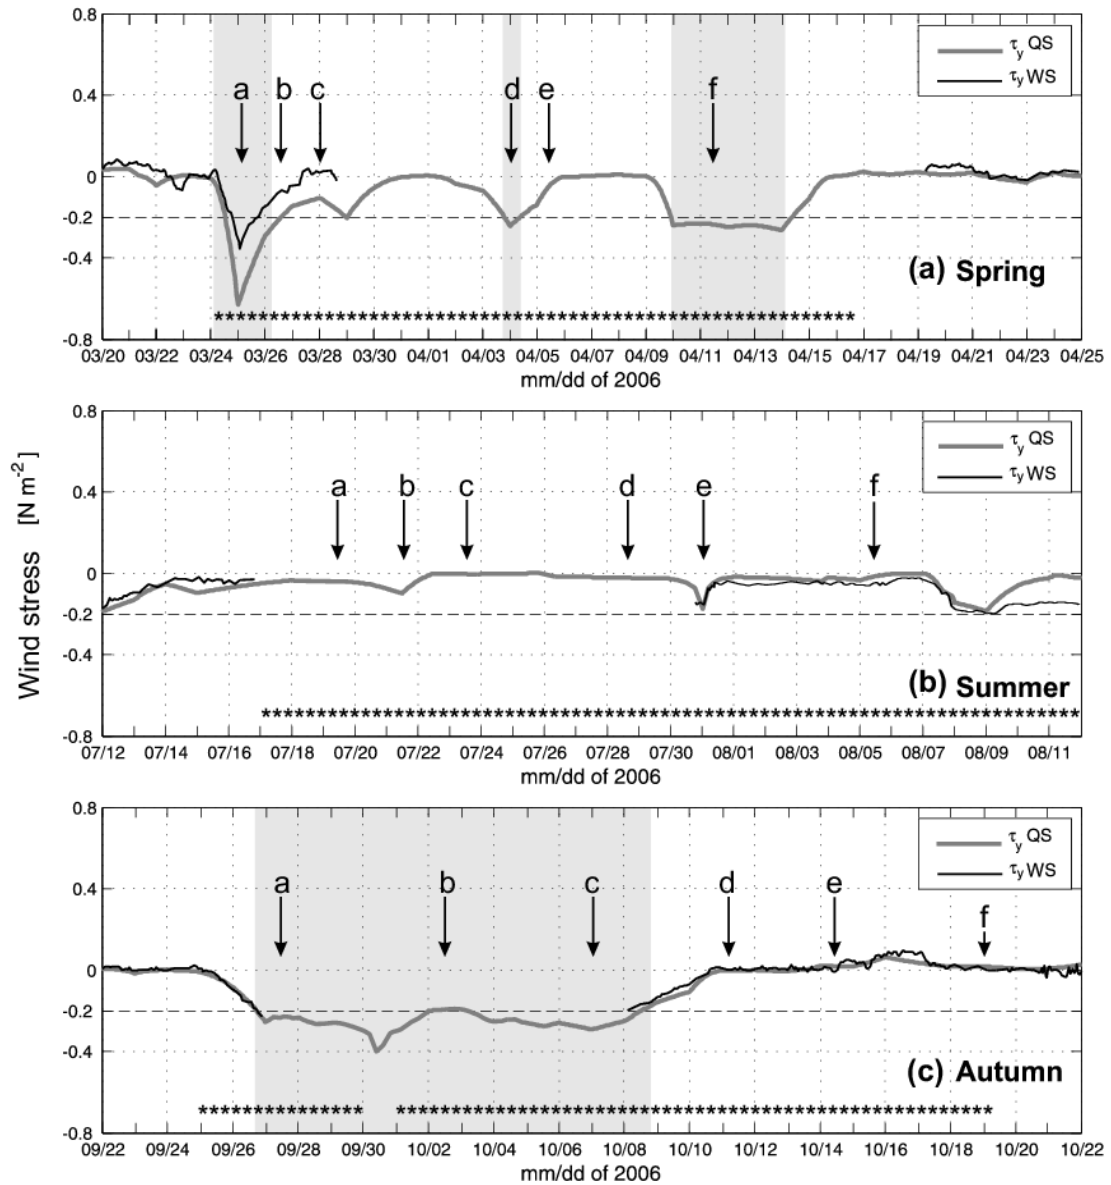 0.8
τy QS
τy WS
0.4
a b c d e f
0
-0.2
-0.4
(a) Spring
************************************************************
-0.8
03/20 03/22 03/24 03/26 03/28 03/30 04/01 04/03 04/05 04/07 04/09 04/11 04/13 04/15 04/17 04/19 04/21 04/23 04/25
mm/dd of 2006
Wind stress [N m-2]
0.8
τy QS
τy WS
0.4
a b c d e f
0
-0.2
-0.4
(b) Summer
************************************************************************
-0.8
07/12 07/14 07/16 07/18 07/20 07/22 07/24 07/26 07/28 07/30 08/01 08/03 08/05 08/07 08/09 08/11
mm/dd of 2006
0.8
τy QS
τy WS
0.4
a b c d e f
0
-0.2
-0.4
(c) Autumn
*************** ******************************************************
-0.8
09/22 09/24 09/26 09/28 09/30 10/02 10/04 10/06 10/08 10/10 10/12 10/14 10/16 10/18 10/20 10/22
mm/dd of 2006